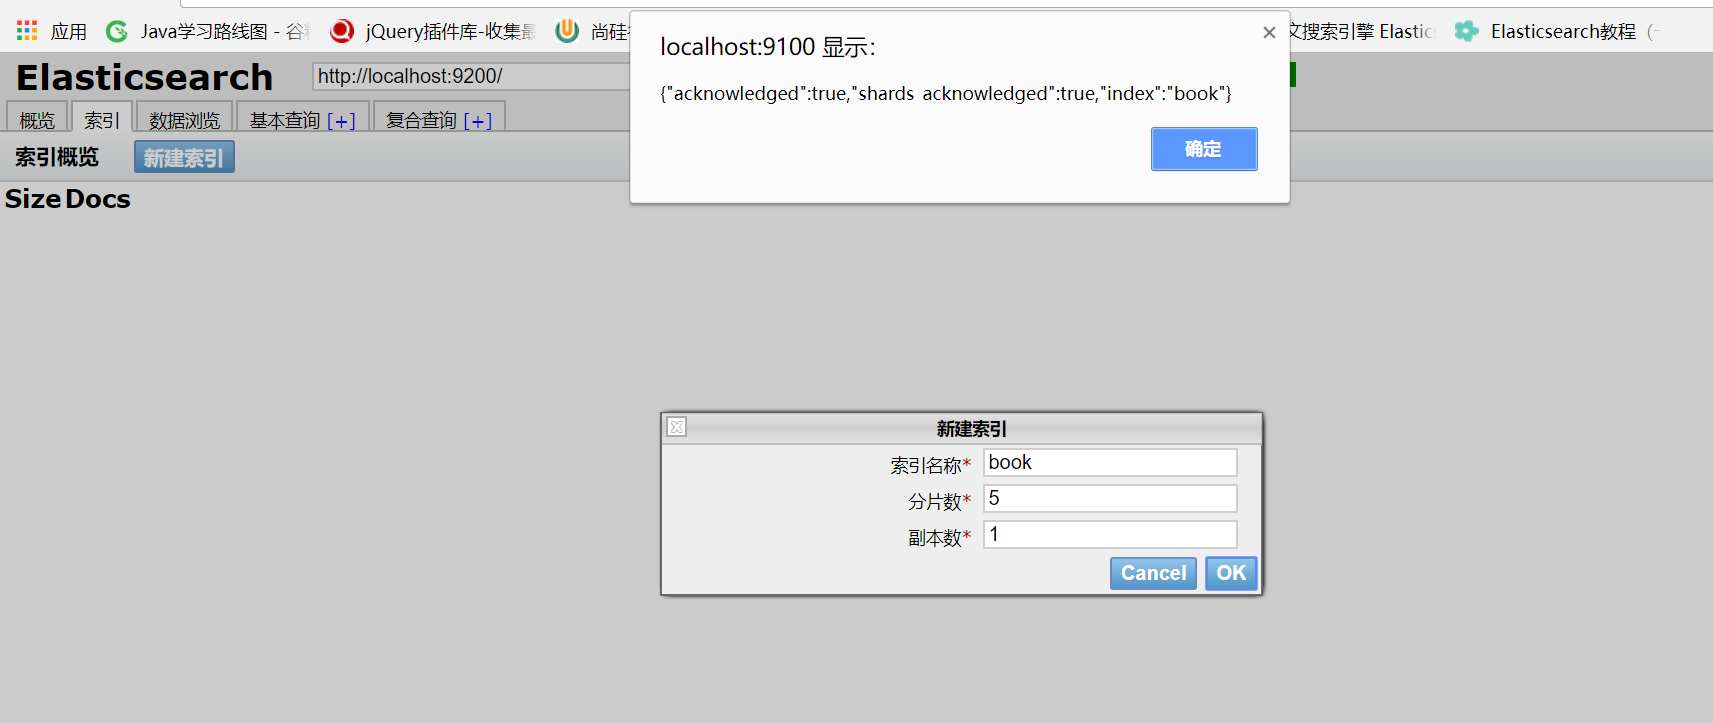 应用 Java学习路线图 - 谷 jQuery插件库-收集 尚硅 文搜索引擎 Elastics Elasticsearch教程 (
localhost:9100 显示:
{"acknowledged":true,"shards acknowledged":true,"index":"book"}
确定
Elasticsearch http://localhost:9200/
概览 索引 数据浏览 基本查询 [+] 复合查询 [+]
索引概览 新建索引
Size Docs
新建索引
索引名称* book
分片数* 5
副本数* 1
Cancel OK